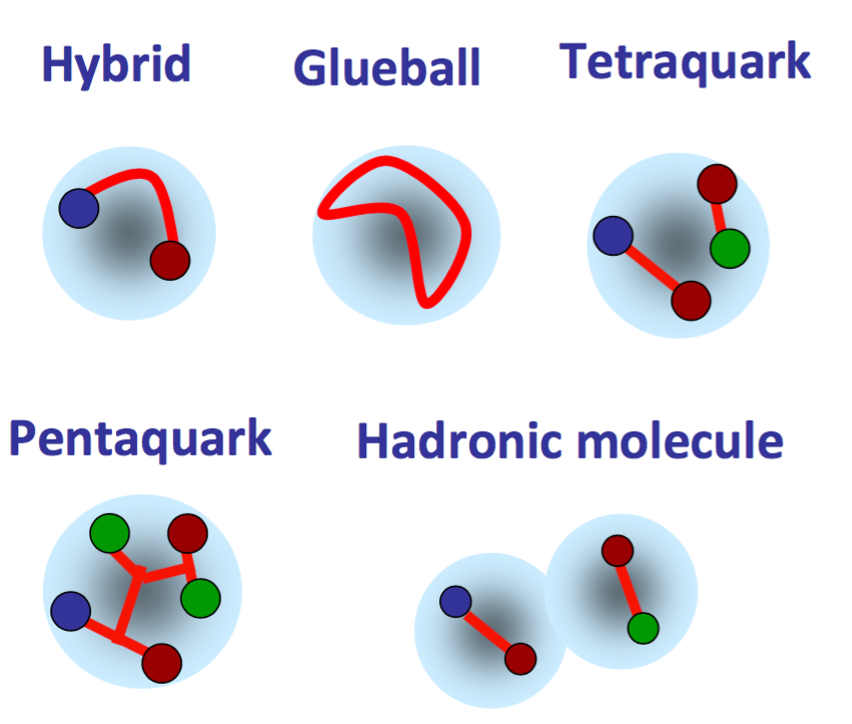 Hybrid
Glueball
Tetraquark
Pentaquark
Hadronic molecule